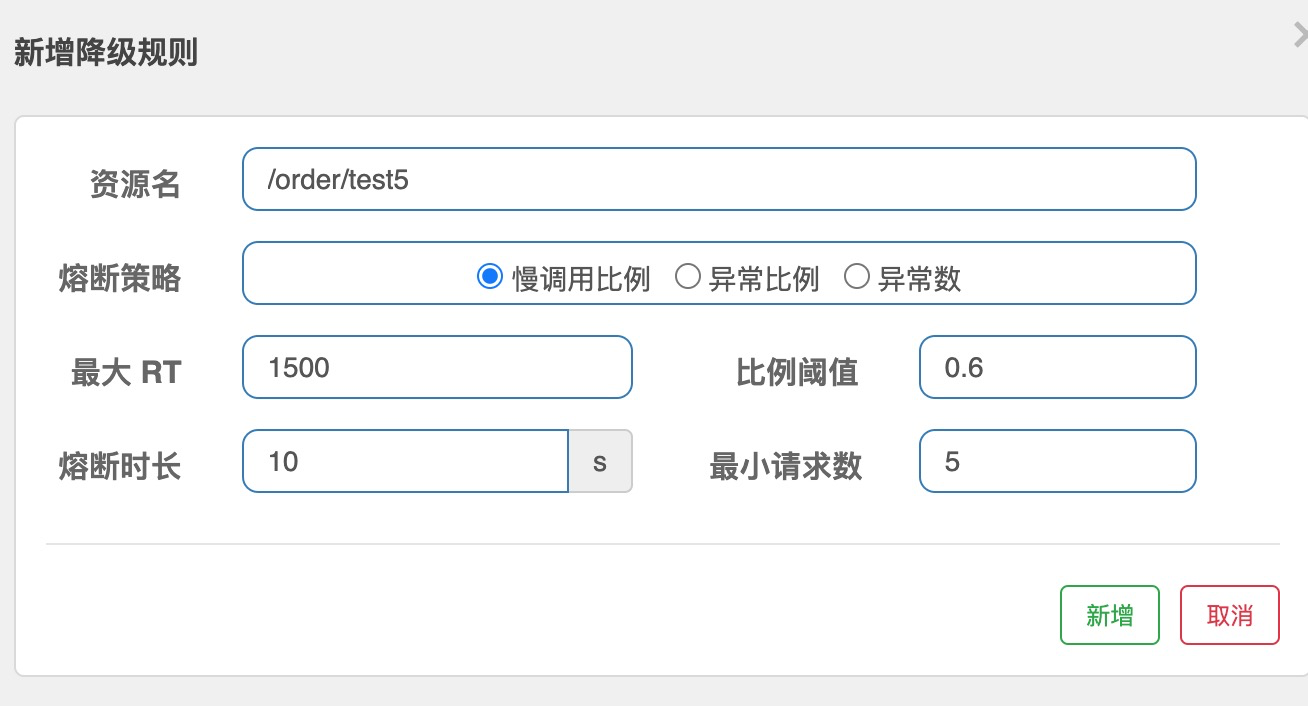 新增降级规则
资源名 /order/test5
熔断策略 慢调用比例 异常比例 异常数
最大 RT 1500 比例阈值 0.6
熔断时长 10 s 最小请求数 5
新增 取消